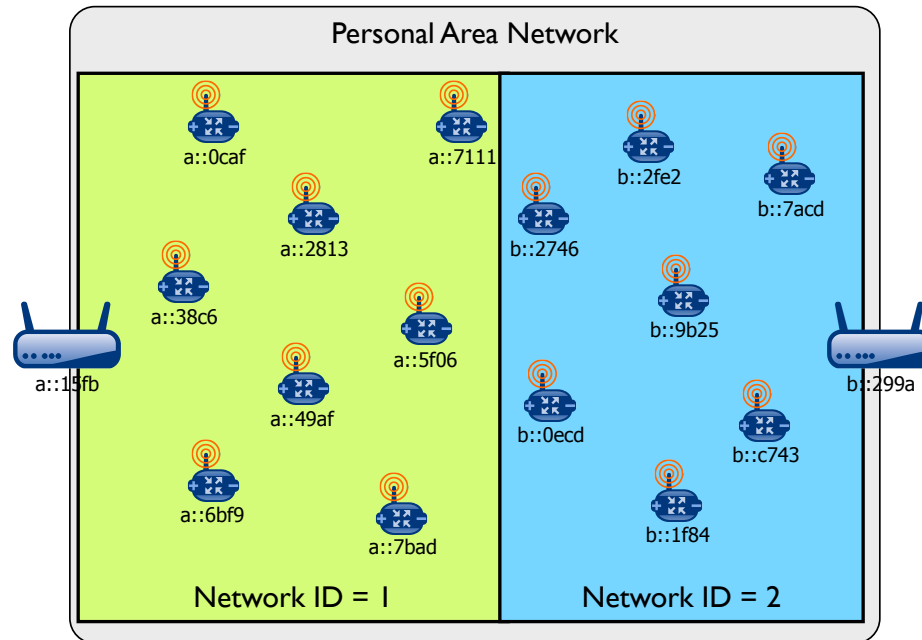 Personal Area Network
a::0caf
a::7111
b::2fe2
b::7acd
a::2813
b::2746
a::38c6
b::9b25
a::5f06
a::15fb
b::299a
a::49af
b::0ecd
b::c743
a::6bf9
a::7bad
b::1f84
Network ID = 1
Network ID = 2